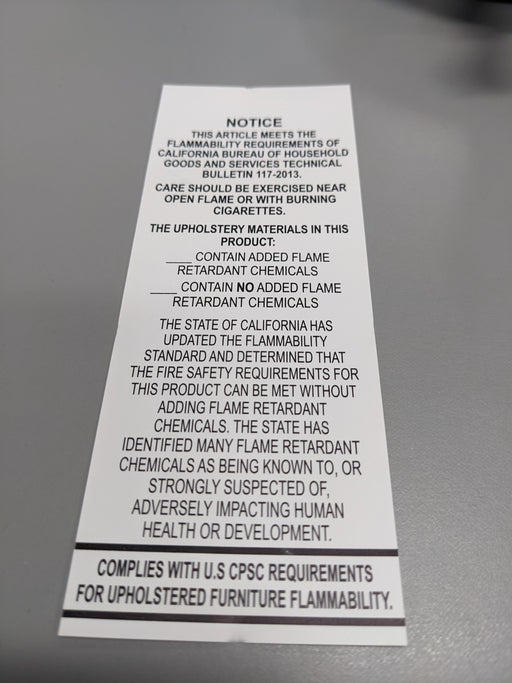 NOTICE
THIS ARTICLE MEETS THE
FLAMMABILITY REQUIREMENTS OF
CALIFORNIA BUREAU OF HOUSEHOLD
GOODS AND SERVICES TECHNICAL
BULLETIN 117-2013.
CARE SHOULD BE EXERCISED NEAR
OPEN FLAME OR WITH BURNING
CIGARETTES.
THE UPHOLSTERY MATERIALS IN THIS
PRODUCT:
____ CONTAIN ADDED FLAME
RETARDANT CHEMICALS
____ CONTAIN NO ADDED FLAME
RETARDANT CHEMICALS
THE STATE OF CALIFORNIA HAS
UPDATED THE FLAMMABILITY
STANDARD AND DETERMINED THAT
THE FIRE SAFETY REQUIREMENTS FOR
THIS PRODUCT CAN BE MET WITHOUT
ADDING FLAME RETARDANT
CHEMICALS. THE STATE HAS
IDENTIFIED MANY FLAME RETARDANT
CHEMICALS AS BEING KNOWN TO, OR
STRONGLY SUSPECTED OF,
ADVERSELY IMPACTING HUMAN
HEALTH OR DEVELOPMENT.
COMPLIES WITH U.S CPSC REQUIREMENTS
FOR UPHOLSTERED FURNITURE FLAMMABILITY.